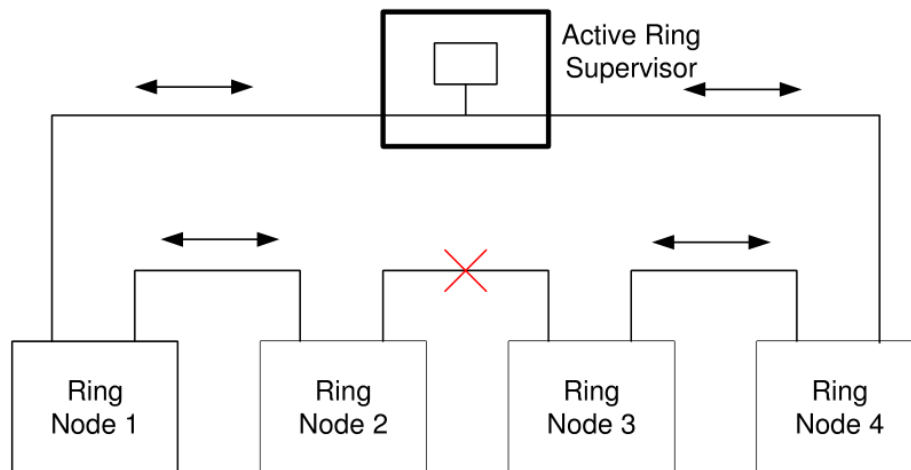 Active Ring
Supervisor
Ring
Node 1
Ring
Node 2
Ring
Node 3
Ring
Node 4